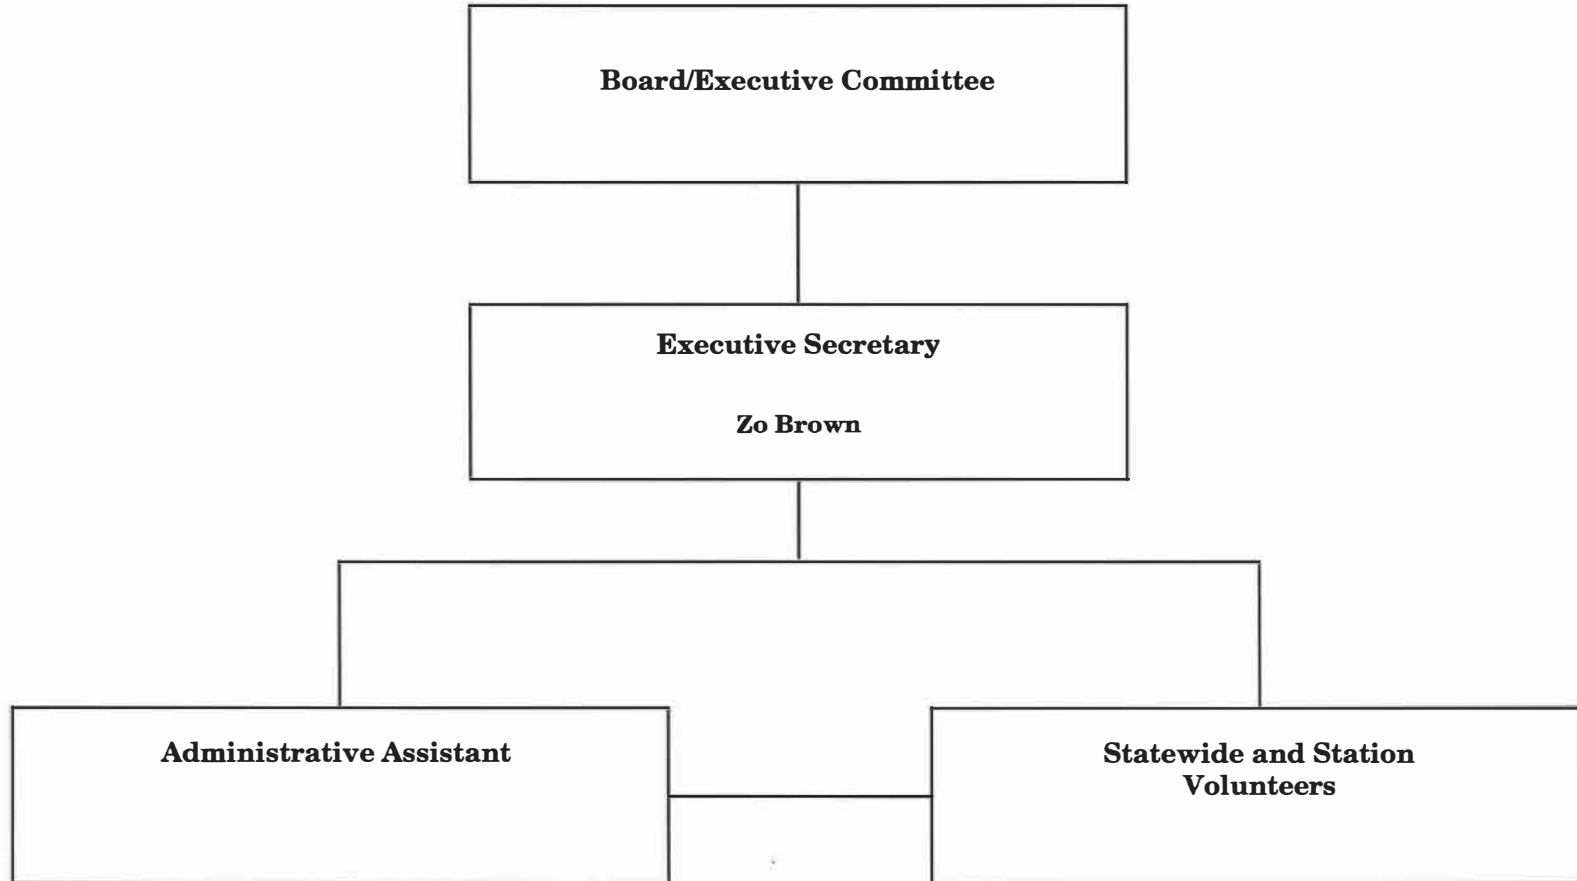 Board/Executive Committee
Executive Secretary
Zo Brown
Administrative Assistant
Statewide and Station
Volunteers